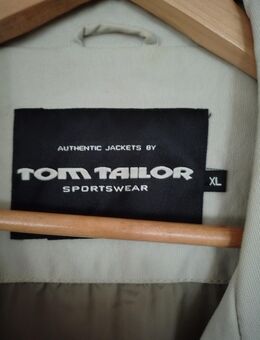 AUTHENTIC JACKETS BY
TOM TAILOR
SPORTSWEAR
XL